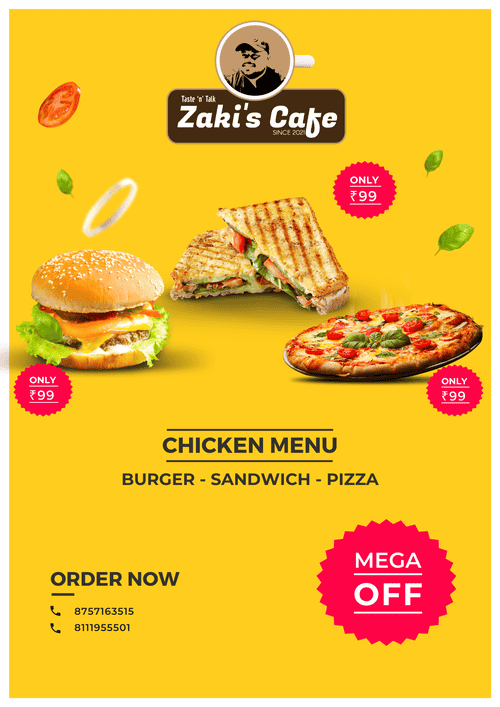 Taste 'n' Talk
Zaki's Cafe
SINCE 2021
ONLY
₹99
ONLY
₹99
ONLY
₹99
CHICKEN MENU
BURGER - SANDWICH - PIZZA
MEGA
OFF
ORDER NOW
8757163515
8111955501